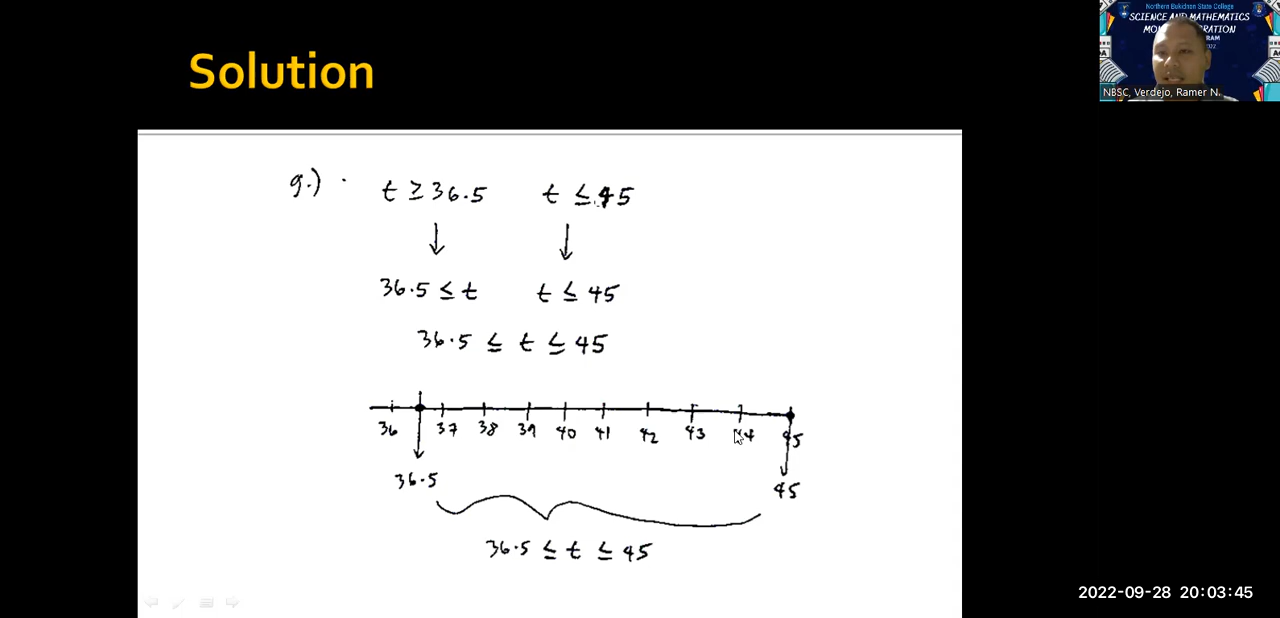 Northern Bukidnon State College
SCIENCE AND MATHEMATICS
NBSC, Verdejo, Ramer N.
Solution
g.) t ≥ 36.5 t ≤ 45
36.5 ≤ t t ≤ 45
36.5 ≤ t ≤ 45
36 37 38 39 40 41 42 43 44 45
36.5 45
36.5 ≤ t ≤ 45
2022-09-28 20:03:45